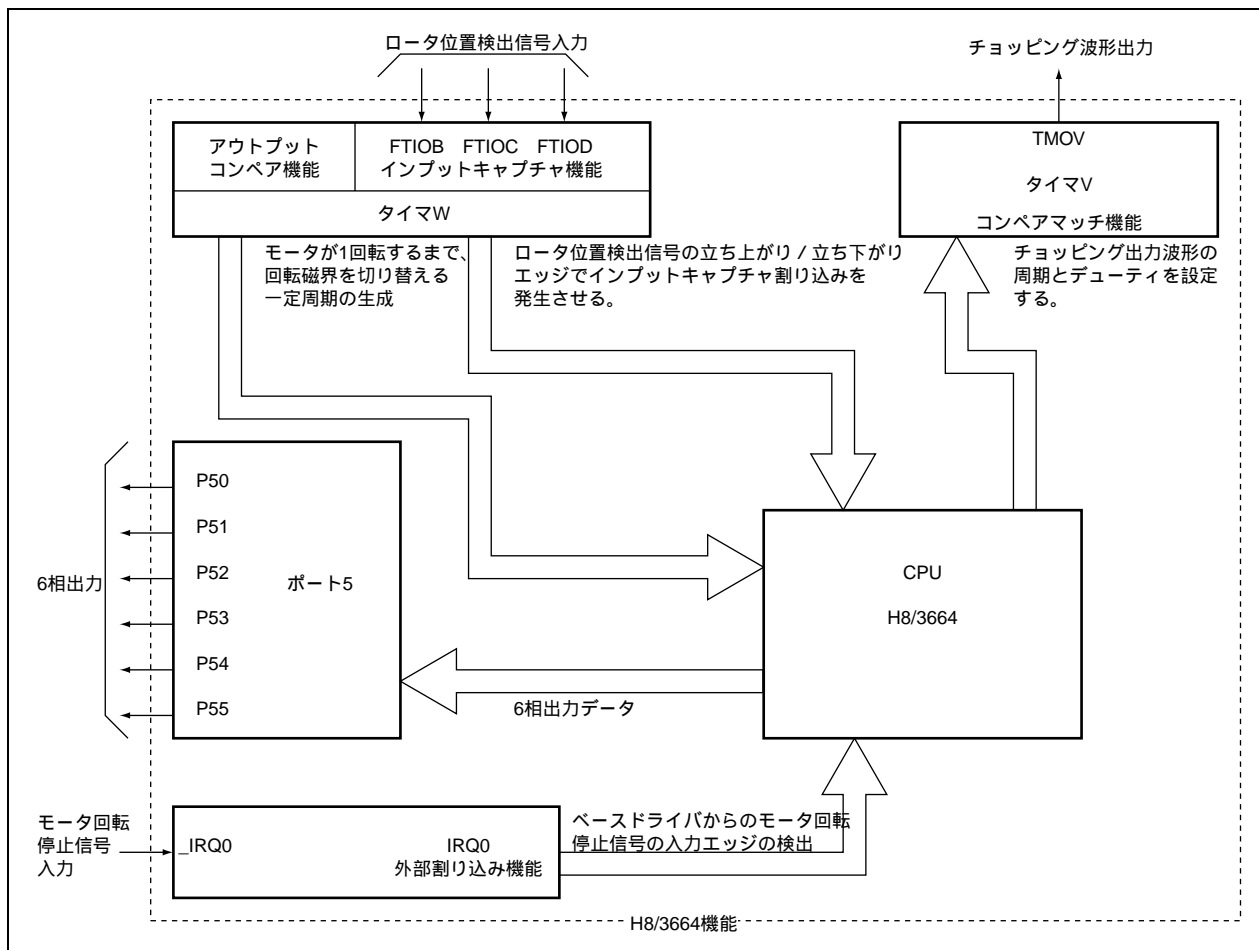 ロータ位置検出信号入力
チョッピング波形出力
アウトプット
コンペア機能
FTIOB FTIOC FTIOD
インプットキャプチャ機能
タイマW
TMOV
タイマV
コンペアマッチ機能
モータが1回転するまで、
回転磁界を切り替える
一定周期の生成
ロータ位置検出信号の立ち上がり / 立ち下がり
エッジでインプットキャプチャ割り込みを
発生させる。
チョッピング出力波形の
周期とデューティを設定
する。
6相出力
P50
P51
P52
P53
P54
P55
ポート5
CPU
H8/3664
6相出力データ
モータ回転
停止信号
入力
_IRQ0
IRQ0
外部割り込み機能
ベースドライバからのモータ回転
停止信号の入力エッジの検出
H8/3664機能